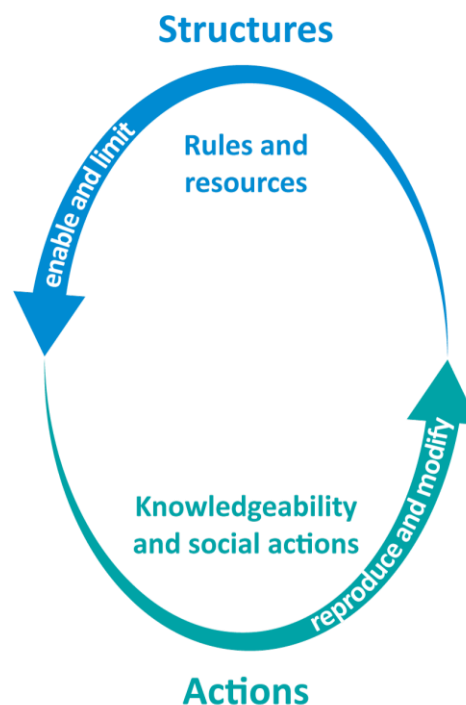 Structures
enable and limit
Rules and
resources
Knowledgeability
and social actions
reproduce and modify
Actions